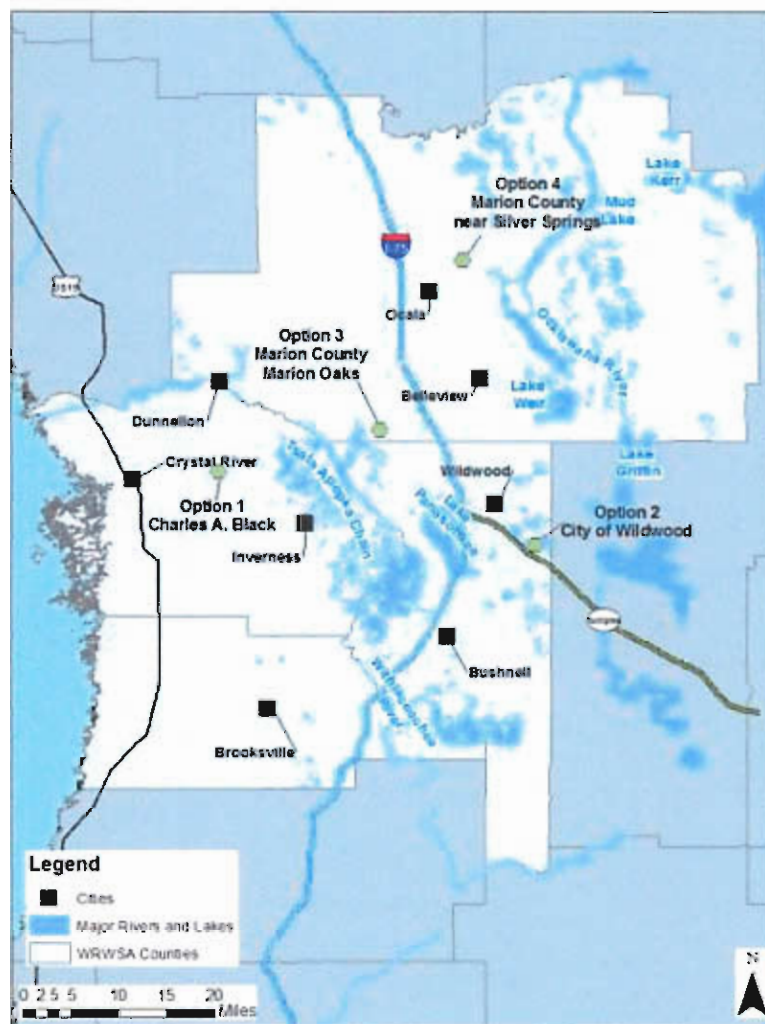 Lake
Kerr
Option 4
Marion County
near Silver Springs
Mud
Lake
Ocala
Ocklawaha River
Option 3
Marion County
Marion Oaks
Belleview
Lake
Weir
Dunnellon
Crystal River
Option 1
Charles A. Black
Tsala Apopka Chain
Inverness
Wildwood
Lake
Panasoffkee
Lake
Griffin
Option 2
City of Wildwood
Bushnell
Withlacoochee
River
Brooksville
Legend
Cities
Major Rivers and Lakes
WRWSA Counties
0 2.5 5 10 15 20
Miles
N